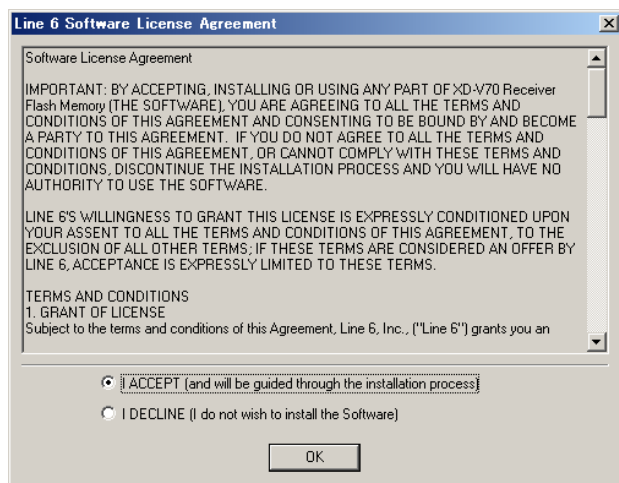 Line 6 Software License Agreement
Software License Agreement
IMPORTANT: BY ACCEPTING, INSTALLING OR USING ANY PART OF XD-V70 Receiver
Flash Memory (THE SOFTWARE), YOU ARE AGREEING TO ALL THE TERMS AND
CONDITIONS OF THIS AGREEMENT AND CONSENTING TO BE BOUND BY AND BECOME
A PARTY TO THIS AGREEMENT.  IF YOU DO NOT AGREE TO ALL THE TERMS AND
CONDITIONS OF THIS AGREEMENT, OR CANNOT COMPLY WITH THESE TERMS AND
CONDITIONS, DISCONTINUE THE INSTALLATION PROCESS AND YOU WILL HAVE NO
AUTHORITY TO USE THE SOFTWARE.
LINE 6'S WILLINGNESS TO GRANT THIS LICENSE IS EXPRESSLY CONDITIONED UPON
YOUR ASSENT TO ALL THE TERMS AND CONDITIONS OF THIS AGREEMENT, TO THE
EXCLUSION OF ALL OTHER TERMS; IF THESE TERMS ARE CONSIDERED AN OFFER BY
LINE 6, ACCEPTANCE IS EXPRESSLY LIMITED TO THESE TERMS.
TERMS AND CONDITIONS
1. GRANT OF LICENSE
Subject to the terms and conditions of this Agreement, Line 6, Inc., ("Line 6") grants you an
I ACCEPT (and will be guided through the installation process)
I DECLINE (I do not wish to install the Software)
OK